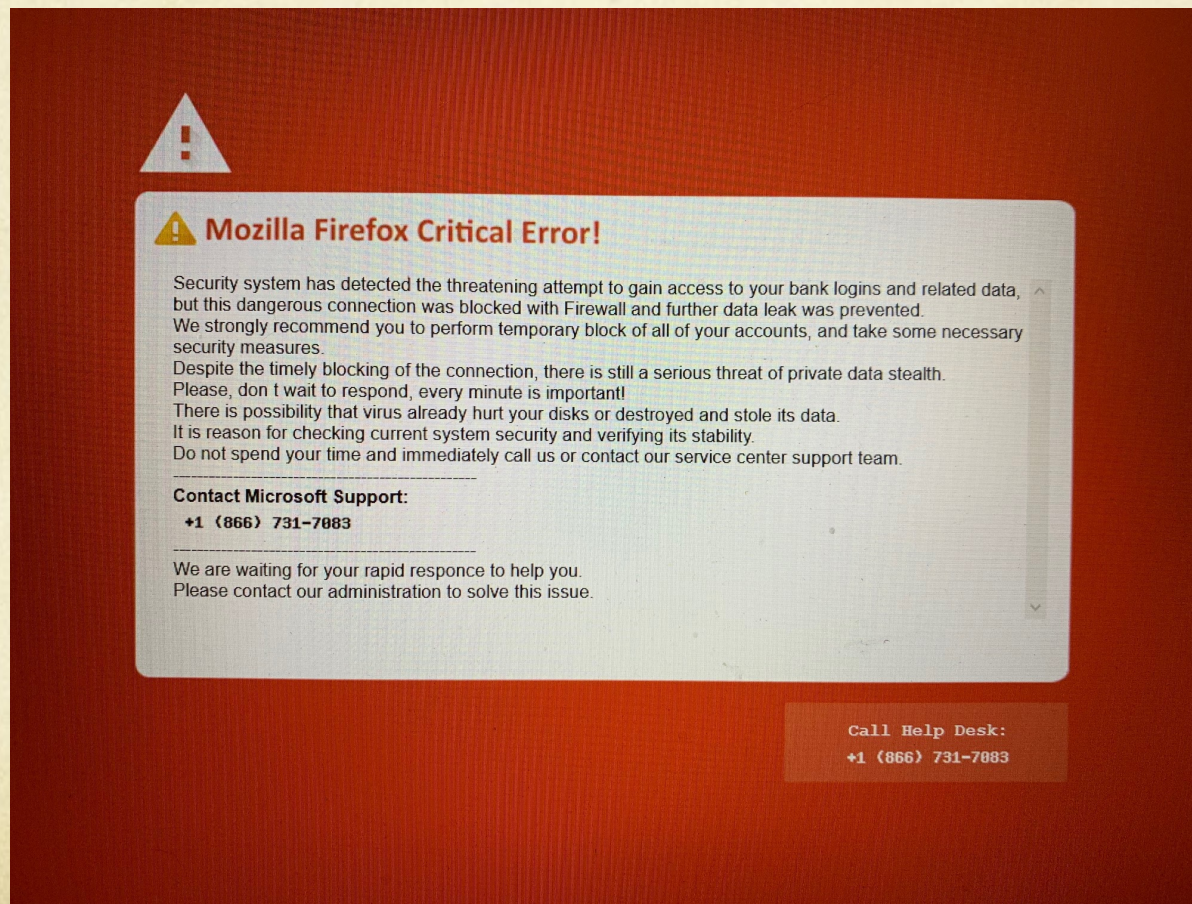 Mozilla Firefox Critical Error!
Security system has detected the threatening attempt to gain access to your bank logins and related data,
but this dangerous connection was blocked with Firewall and further data leak was prevented.
We strongly recommend you to perform temporary block of all of your accounts, and take some necessary
security measures.
Despite the timely blocking of the connection, there is still a serious threat of private data stealth.
Please, don t wait to respond, every minute is important!
There is possibility that virus already hurt your disks or destroyed and stole its data.
It is reason for checking current system security and verifying its stability.
Do not spend your time and immediately call us or contact our service center support team.
Contact Microsoft Support:
+1 (866) 731-7083
We are waiting for your rapid responce to help you.
Please contact our administration to solve this issue.
Call Help Desk:
+1 (866) 731-7083